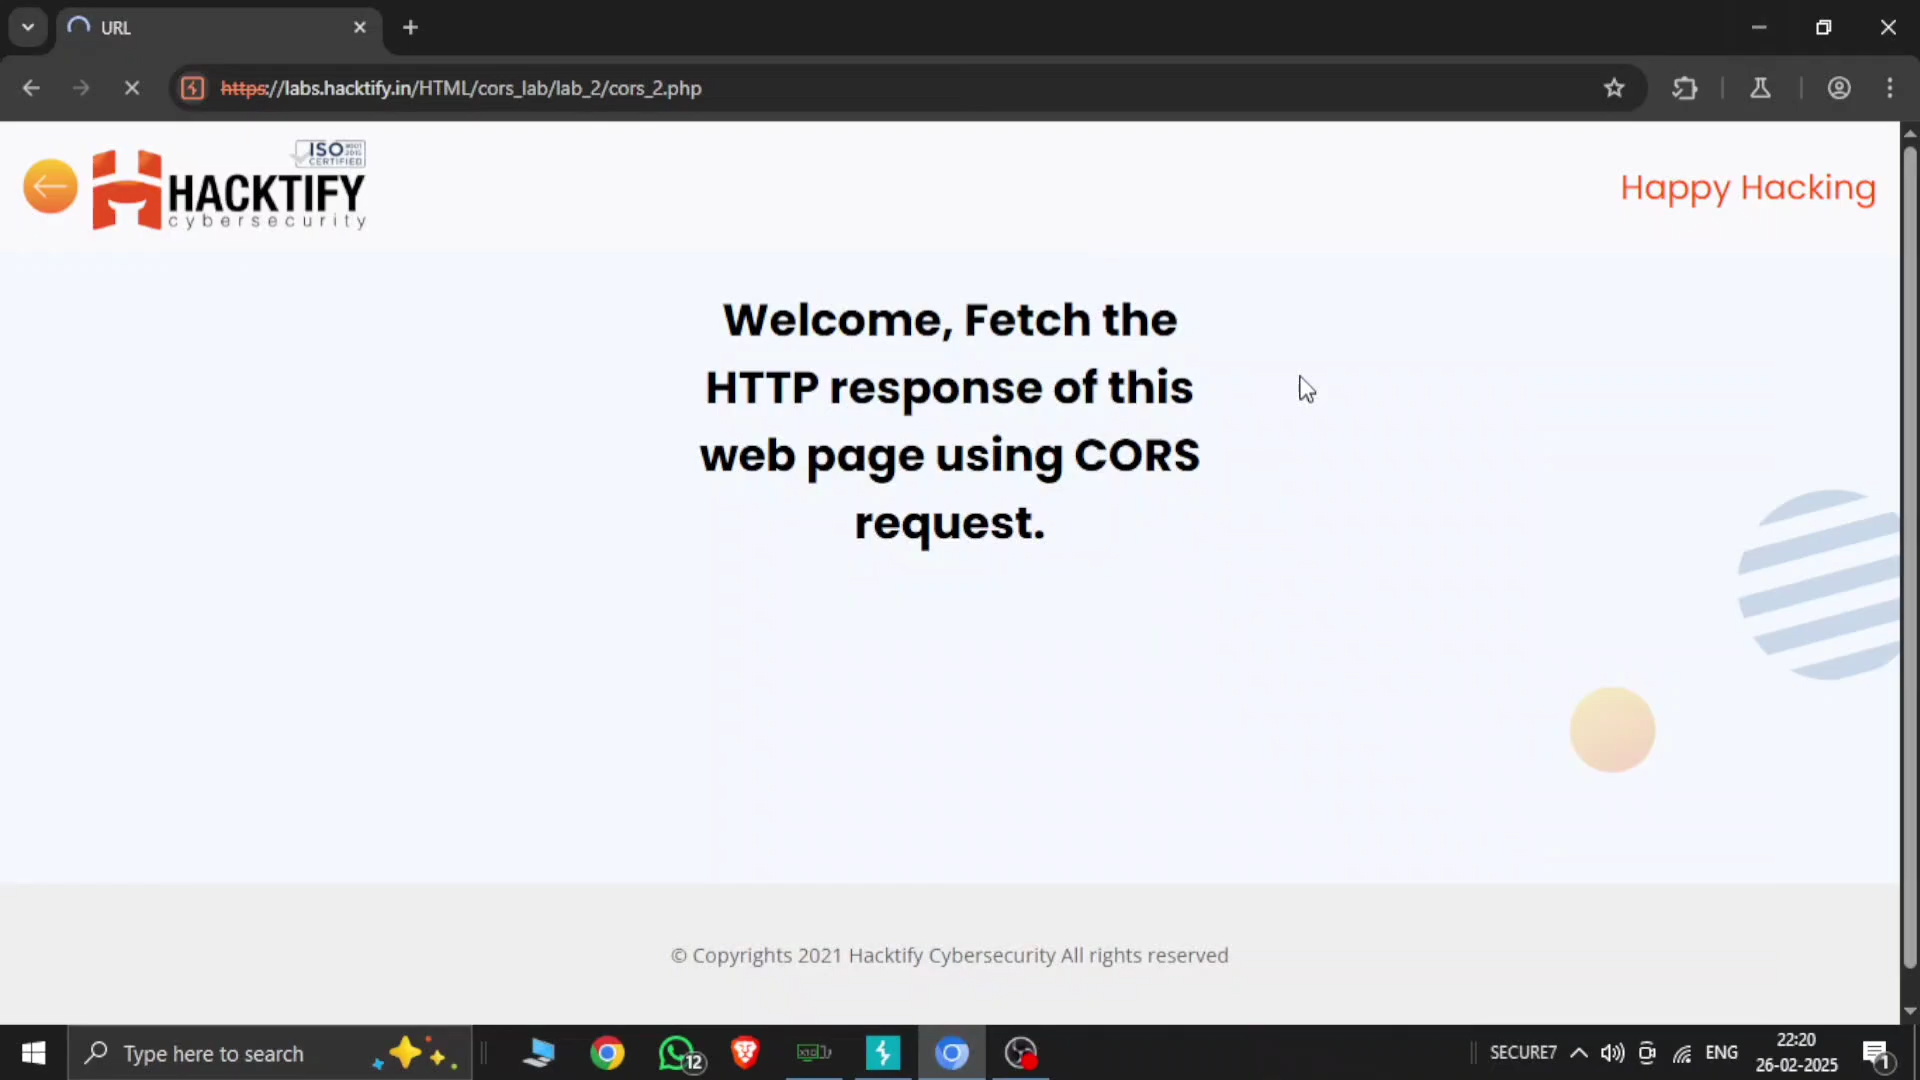 URL
https://labs.hacktify.in/HTML/cors_lab/lab_2/cors_2.php
ISO
CERTIFIED
HACKTIFY
cybersecurity
Happy Hacking
Welcome, Fetch the
HTTP response of this
web page using CORS
request.
© Copyrights 2021 Hacktify Cybersecurity All rights reserved
Type here to search
12
SECURE7
ENG
22:20
26-02-2025
1